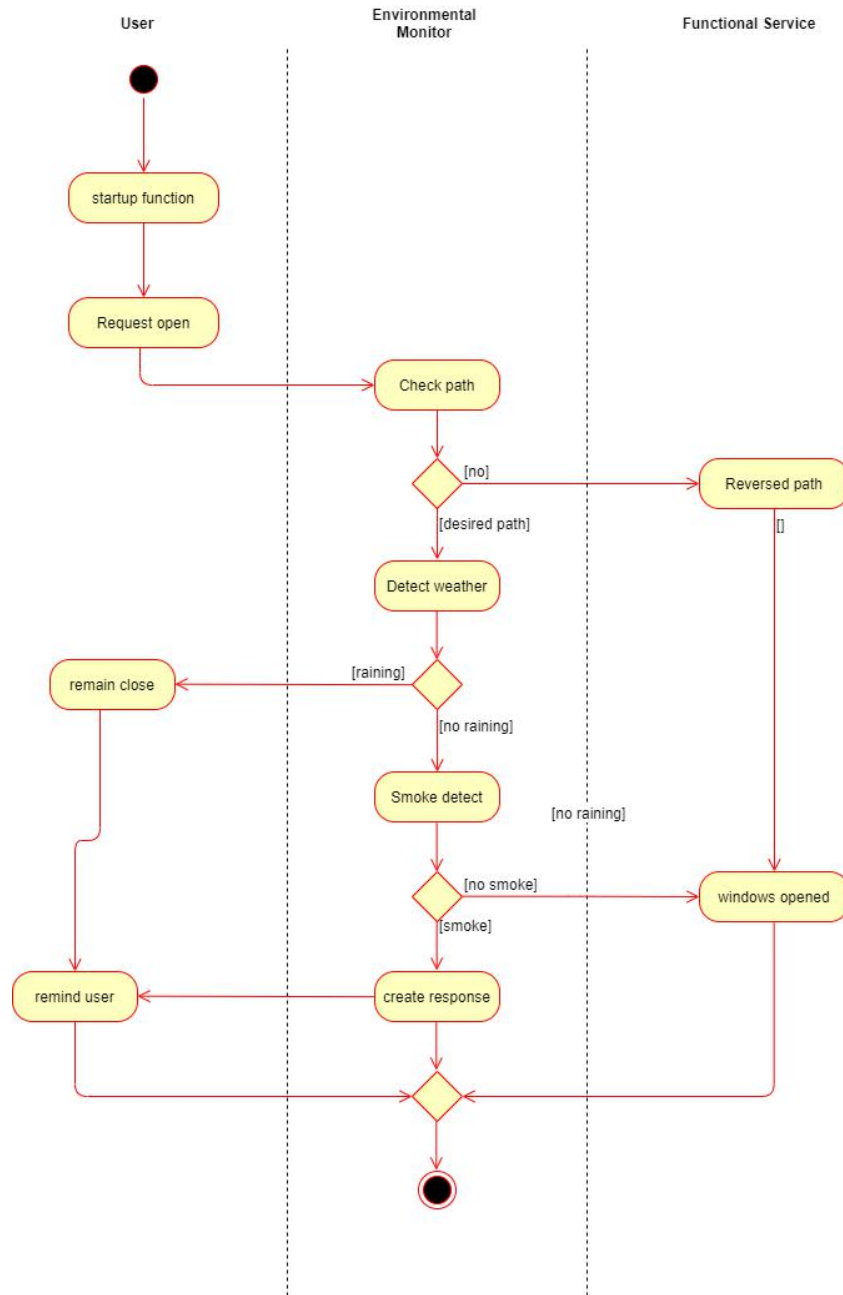 User
Environmental
Monitor
Functional Service
startup function
Request open
Check path
[no]
Reversed path
[desired path]
[]
Detect weather
[raining]
remain close
[no raining]
Smoke detect
[no raining]
[no smoke]
windows opened
[smoke]
remind user
create response